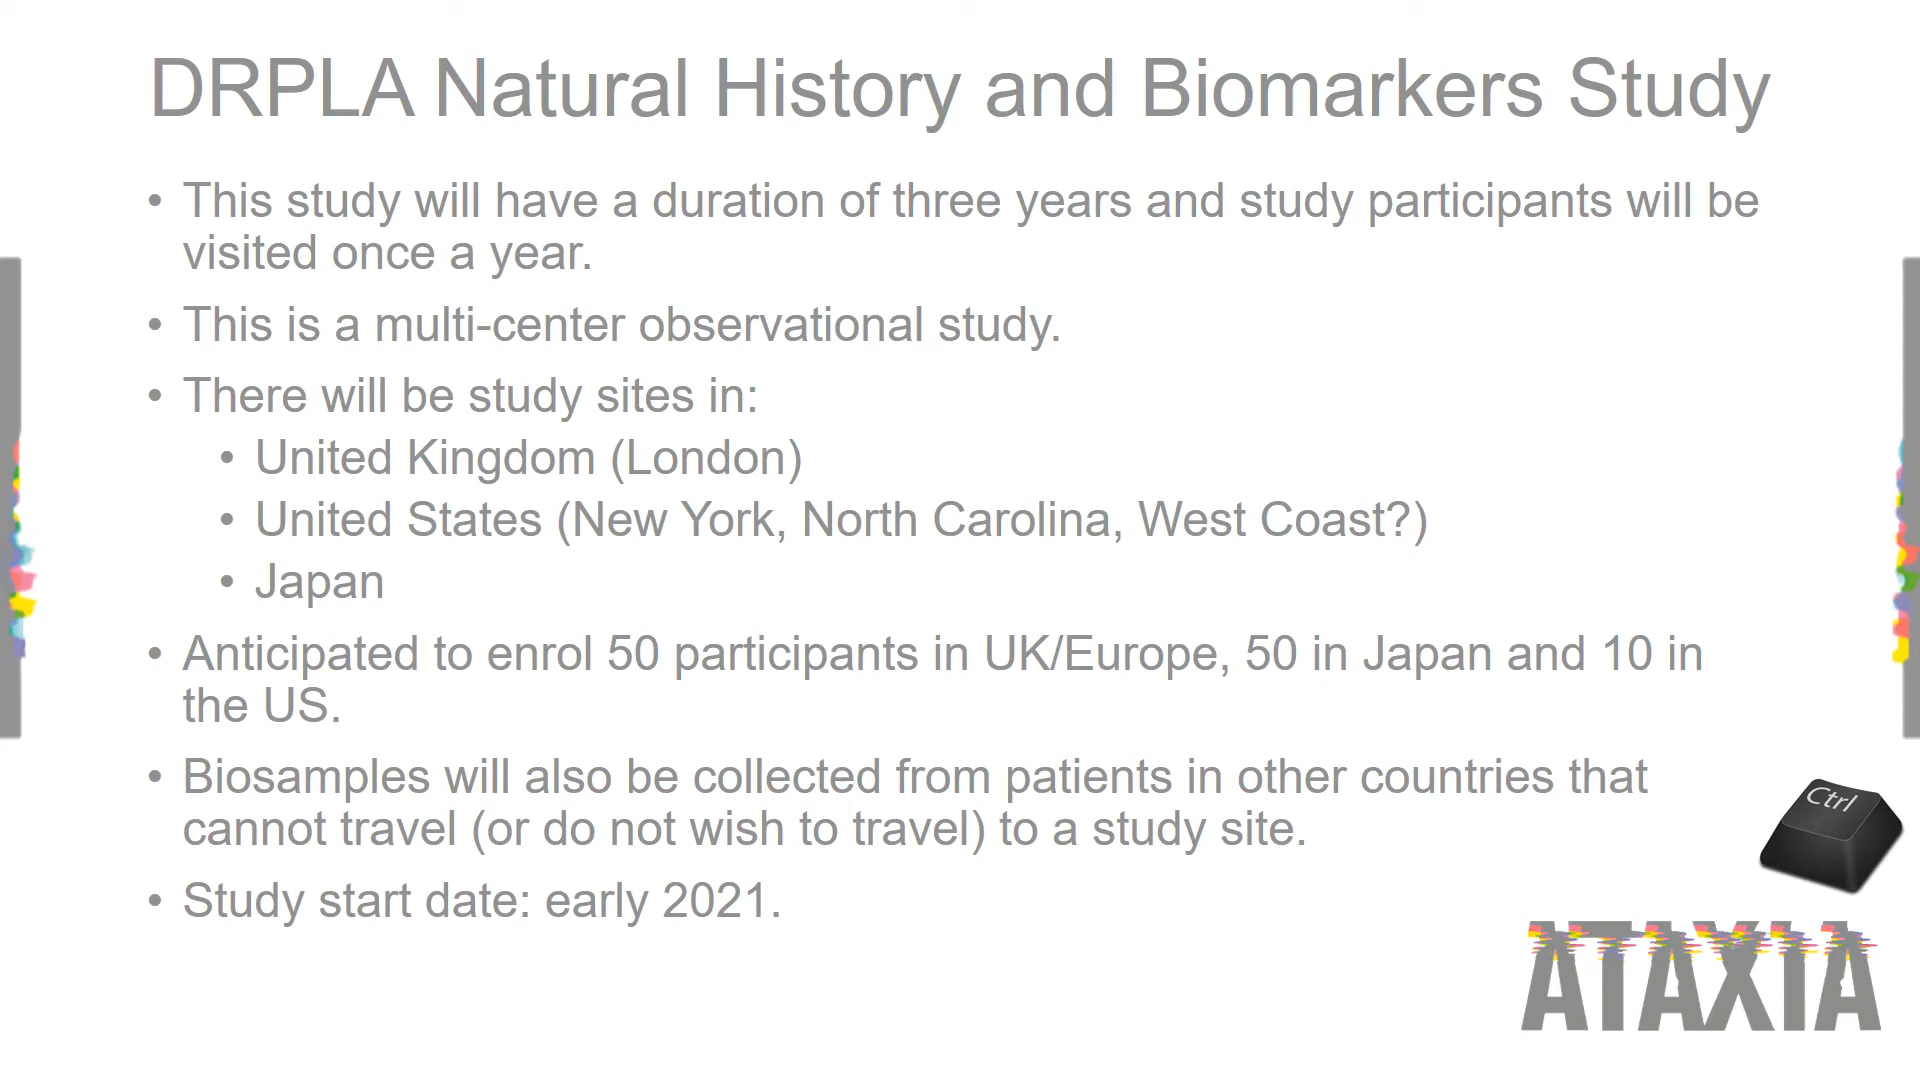 DRPLA Natural History and Biomarkers Study
• This study will have a duration of three years and study participants will be
visited once a year.
• This is a multi-center observational study.
• There will be study sites in:
• United Kingdom (London)
• United States (New York, North Carolina, West Coast?)
• Japan
• Anticipated to enrol 50 participants in UK/Europe, 50 in Japan and 10 in
the US.
• Biosamples will also be collected from patients in other countries that
cannot travel (or do not wish to travel) to a study site.
• Study start date: early 2021.
Ctrl
ATAXIA